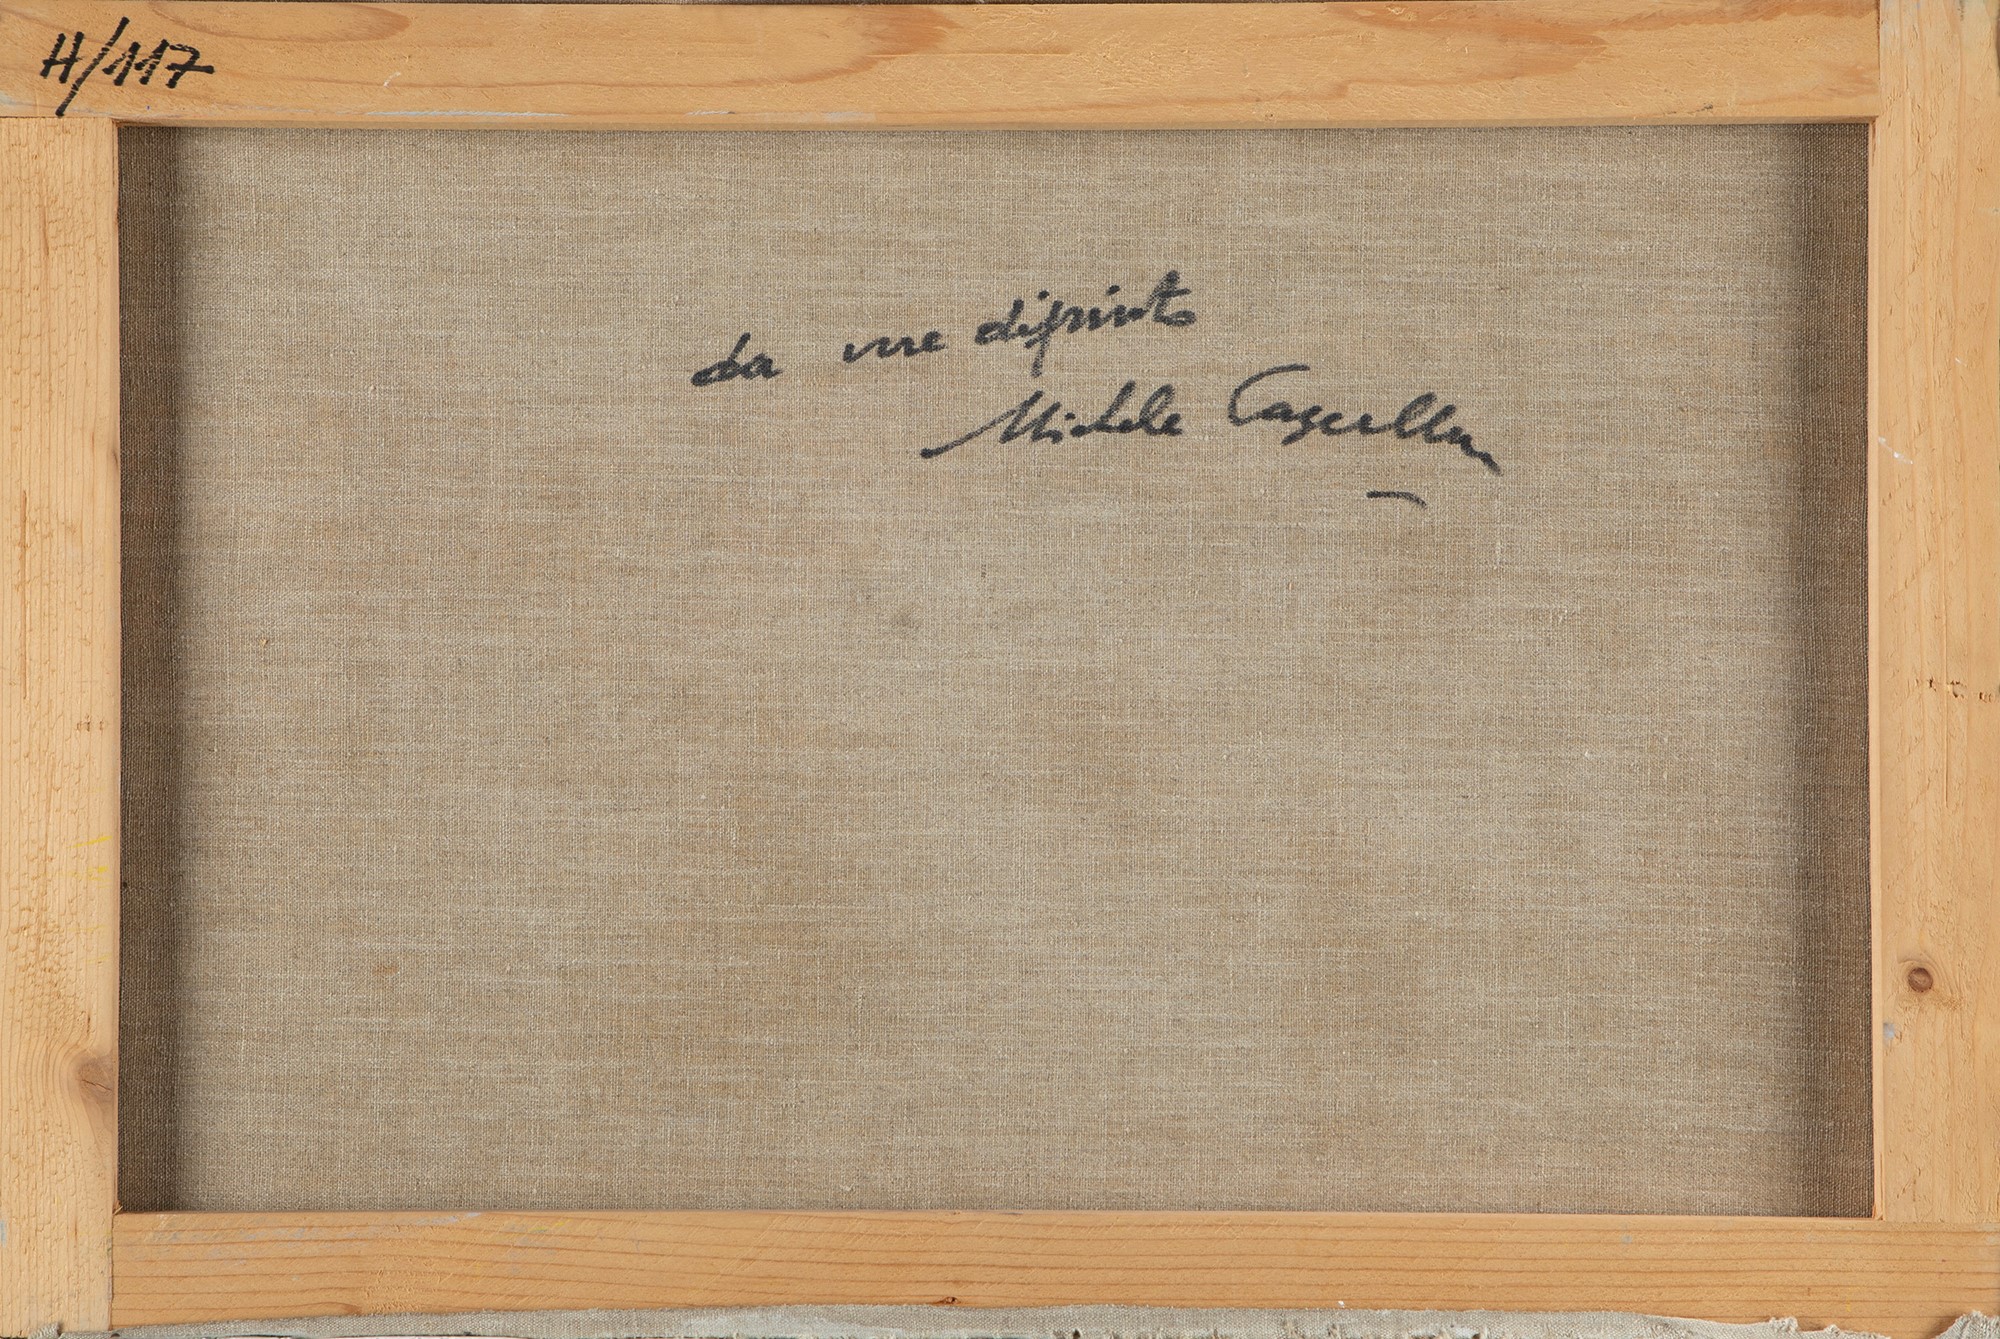 H/117
da me dipinto
Michele Cascella